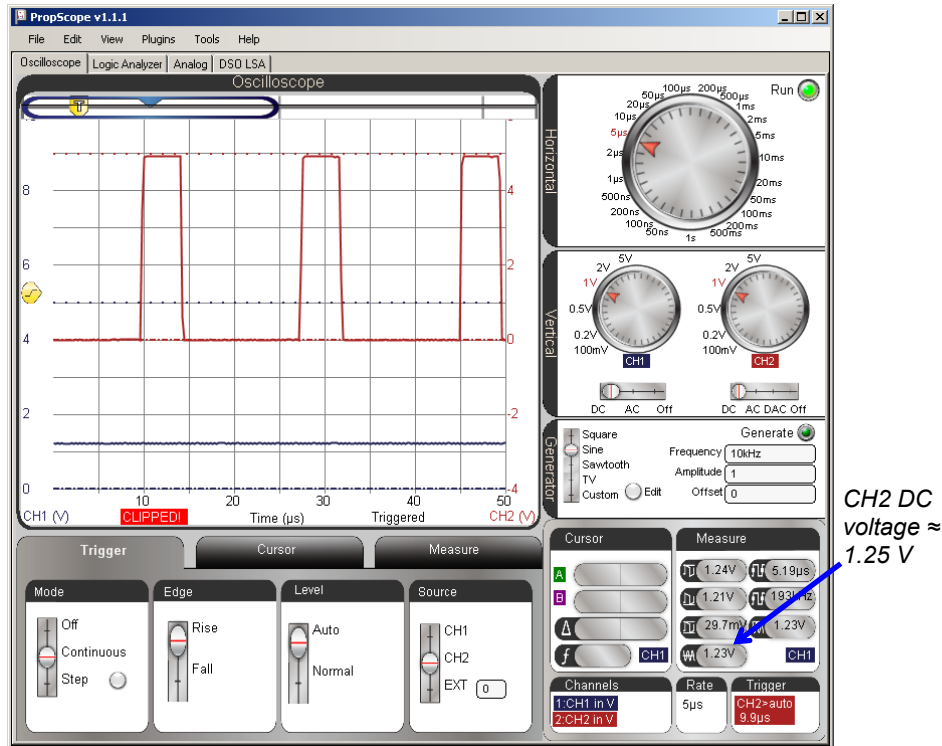 PropScope v1.1.1
File Edit View Plugins Tools Help
Oscilloscope Logic Analyzer Analog DSO LSA
Oscilloscope
T
8
6
4
2
0
4
2
0
-2
-4
10 20 30 40 50
CH1 (V) CLIPPED! Time (µs) Triggered CH2 (V)
Horizontal
Run
50ns
100ns
200ns
500ns
1µs
2µs
5µs
10µs
20µs
50µs
100µs
200µs
500µs
1ms
2ms
5ms
10ms
20ms
50ms
100ms
200ms
500ms
1s
Vertical
5V
2V
1V
0.5V
0.2V
100mV
CH1
DC AC Off
5V
2V
1V
0.5V
0.2V
100mV
CH2
DC AC DAC Off
Generator
Square
Sine
Sawtooth
TV
Custom Edit
Generate
Frequency 10kHz
Amplitude 1
Offset 0
Trigger Cursor Measure
Mode
Off
Continuous
Step
Edge
Rise
Fall
Level
Auto
Normal
Source
CH1
CH2
EXT 0
Cursor
A
B
Δ
f CH1
Measure
1.24V 5.19µs
1.21V 193kHz
29.7mV 1.23V
1.23V CH1
Channels
1:CH1 in V
2:CH2 in V
Rate
5µs
Trigger
CH2>auto
9.9µs
CH2 DC
voltage ≈
1.25 V